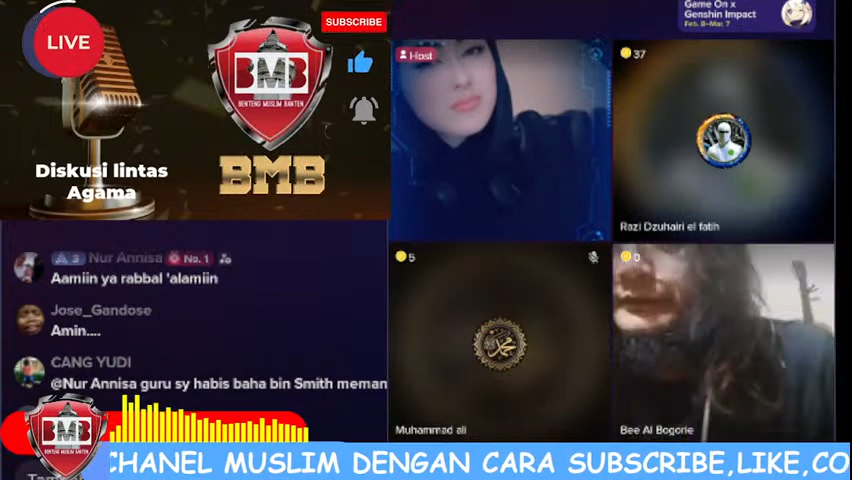 LIVE
SUBSCRIBE
BMB
BENTENG MUSLIM BANTEN
BMB
Diskusi lintas
Agama
Game On x
Genshin Impact
Feb. 8–Mar. 7
Host
37
Razi Dzuhairi el fatih
3 Nur Annisa No. 1
Aamiin ya rabbal 'alamiin
Jose_Gandose
Amin....
CANG YUDI
@Nur Annisa guru sy habis baha bin Smith meman
5
محمد
Muhammad ali
0
Bee Al Bogorie
BMB
CHANEL MUSLIM DENGAN CARA SUBSCRIBE,LIKE,CO